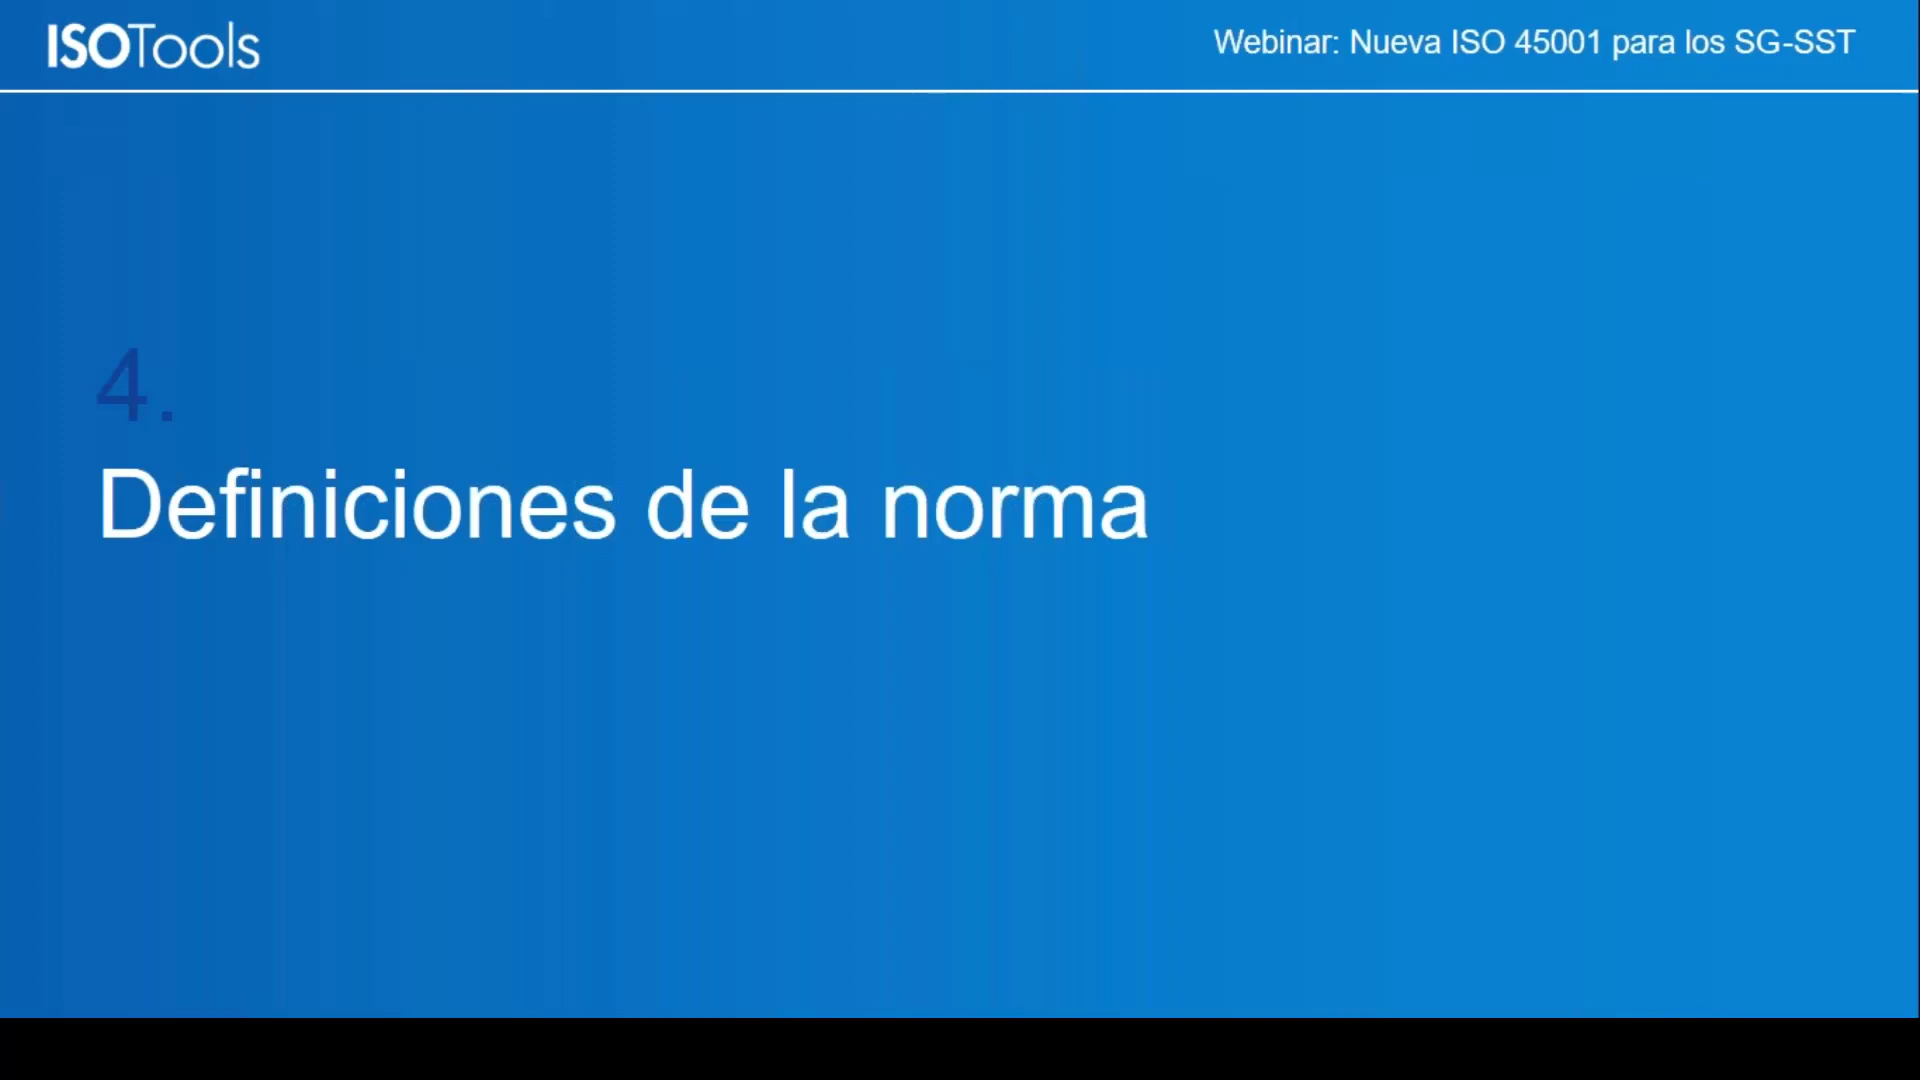 ISOTools
Webinar: Nueva ISO 45001 para los SG-SST
4.
Definiciones de la norma